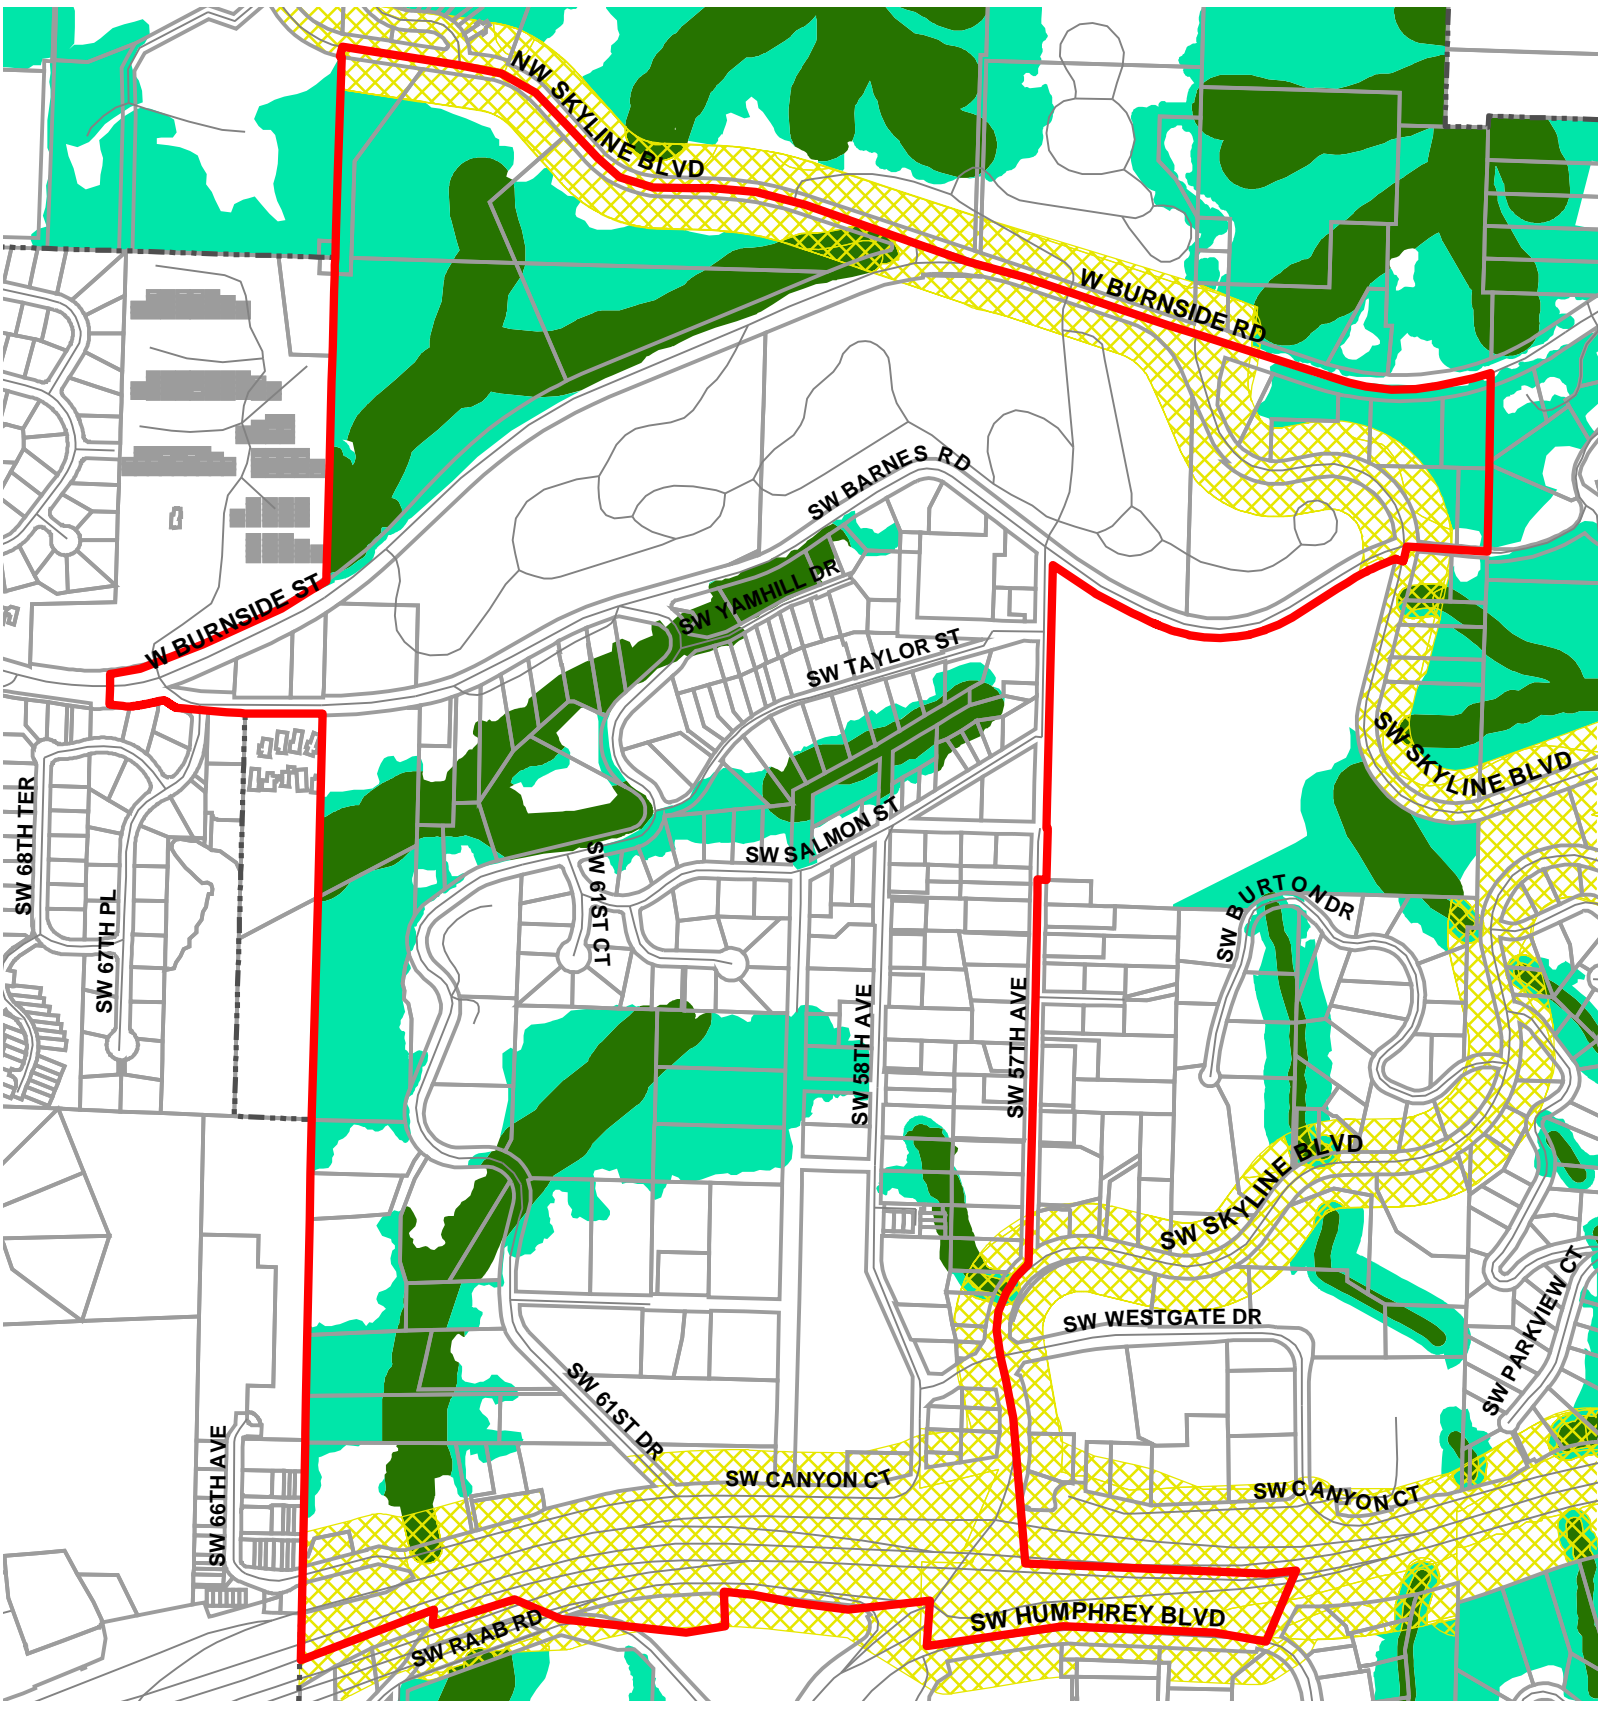 NW SKYLINE BLVD
W BURNSIDE RD
SW BARNES RD
W BURNSIDE ST
SW YAMHILL DR
SW TAYLOR ST
SW SKYLINE BLVD
SW SALMON ST
SW 68TH TER
SW 67TH PL
SW 61ST CT
SW BURTON DR
SW 58TH AVE
SW 57TH AVE
SW SKYLINE BLVD
SW WESTGATE DR
SW PARKVIEW CT
SW 61ST DR
SW 66TH AVE
SW CANYON CT
SW CANYON CT
SW RAAB RD
SW HUMPHREY BLVD